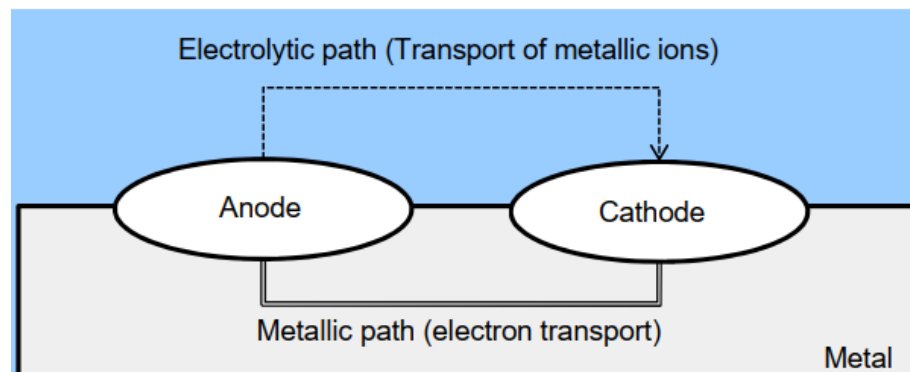 Electrolytic path (Transport of metallic ions)
Anode
Cathode
Metallic path (electron transport)
Metal